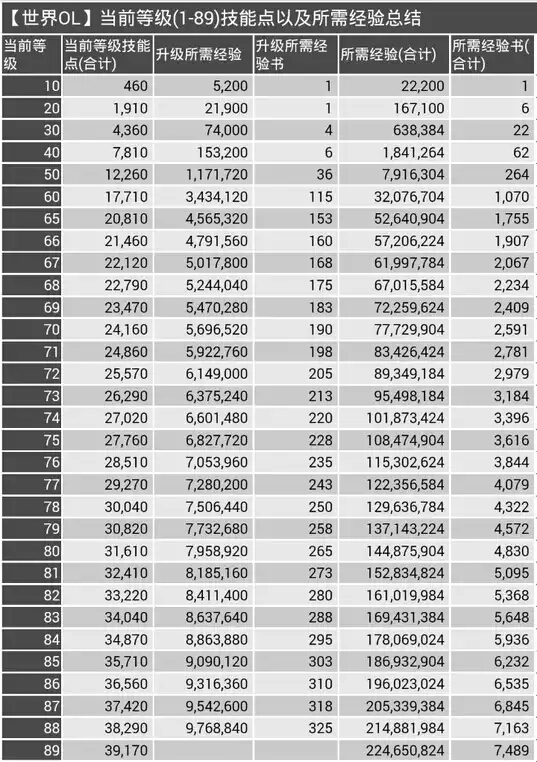 【世界OL】当前等级(1-89)技能点以及所需经验总结
当前等级 当前等级技能点(合计) 升级所需经验 升级所需经验书 所需经验(合计) 所需经验书(合计)
10 460 5,200 1 22,200 1
20 1,910 21,900 1 167,100 6
30 4,360 74,000 4 638,384 22
40 7,810 153,200 6 1,841,264 62
50 12,260 1,171,720 36 7,916,304 264
60 17,710 3,434,120 115 32,076,704 1,070
65 20,810 4,565,320 153 52,640,904 1,755
66 21,460 4,791,560 160 57,206,224 1,907
67 22,120 5,017,800 168 61,997,784 2,067
68 22,790 5,244,040 175 67,015,584 2,234
69 23,470 5,470,280 183 72,259,624 2,409
70 24,160 5,696,520 190 77,729,904 2,591
71 24,860 5,922,760 198 83,426,424 2,781
72 25,570 6,149,000 205 89,349,184 2,979
73 26,290 6,375,240 213 95,498,184 3,184
74 27,020 6,601,480 220 101,873,424 3,396
75 27,760 6,827,720 228 108,474,904 3,616
76 28,510 7,053,960 235 115,302,624 3,844
77 29,270 7,280,200 243 122,356,584 4,079
78 30,040 7,506,440 250 129,636,784 4,322
79 30,820 7,732,680 258 137,143,224 4,572
80 31,610 7,958,920 265 144,875,904 4,830
81 32,410 8,185,160 273 152,834,824 5,095
82 33,220 8,411,400 280 161,019,984 5,368
83 34,040 8,637,640 288 169,431,384 5,648
84 34,870 8,863,880 295 178,069,024 5,936
85 35,710 9,090,120 303 186,932,904 6,232
86 36,560 9,316,360 310 196,023,024 6,535
87 37,420 9,542,600 318 205,339,384 6,845
88 38,290 9,768,840 325 214,881,984 7,163
89 39,170 224,650,824 7,489